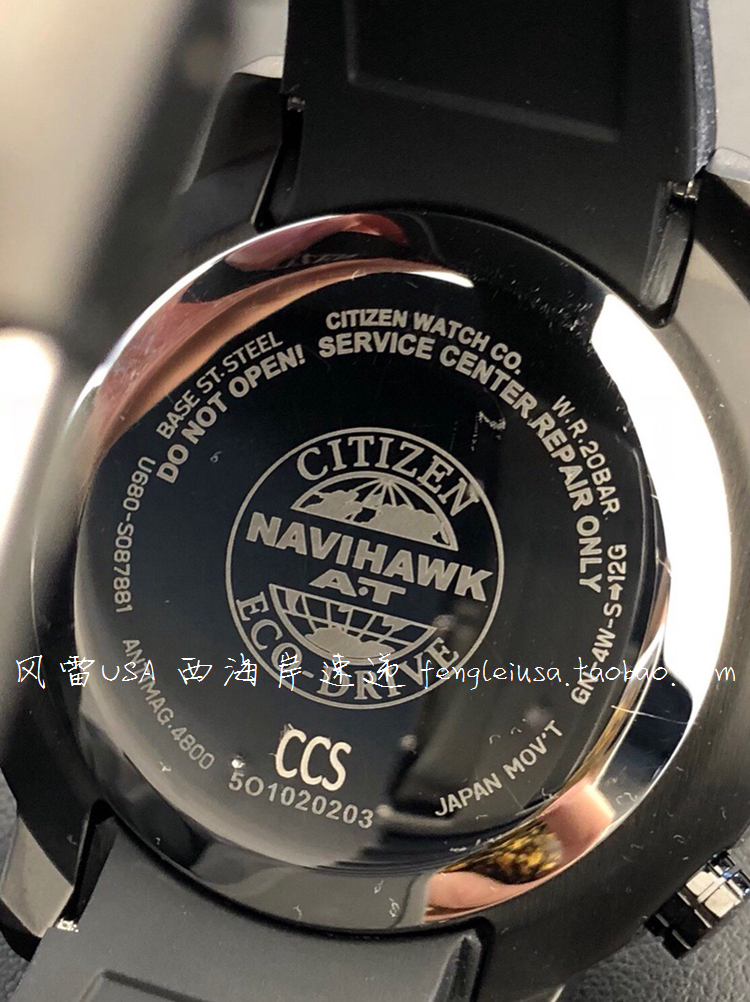 CITIZEN WATCH CO.
SERVICE CENTER REPAIR ONLY
BASE ST. STEEL
DO NOT OPEN!
W.R.20BAR
U680-S087881
GN-4W-S➔12G
CITIZEN
NAVIHAWK
A·T
ECO DRIVE
风雷USA 西海岸速递 fengleiusa.taobao.com
ANTIMAG.4800
CCS
5O1020203
JAPAN MOV'T